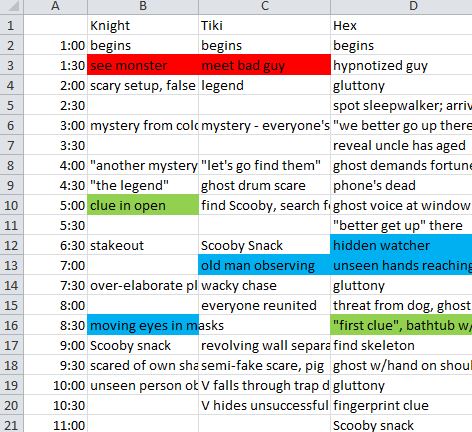 A B C D
1 Knight Tiki Hex
2 1:00 begins begins begins
3 1:30 see monster meet bad guy hypnotized guy
4 2:00 scary setup, false legend gluttony
5 2:30 spot sleepwalker; arriv
6 3:00 mystery from colo mystery - everyone's "we better go up there
7 3:30 reveal uncle has aged
8 4:00 "another mystery "let's go find them" ghost demands fortune
9 4:30 "the legend" ghost drum scare phone's dead
10 5:00 clue in open find Scooby, search fo ghost voice at window
11 5:30 "better get up" there
12 6:30 stakeout Scooby Snack hidden watcher
13 7:00 old man observing unseen hands reaching
14 7:30 over-elaborate pl wacky chase gluttony
15 8:00 everyone reunited threat from dog, ghost
16 8:30 moving eyes in masks "first clue", bathtub w/
17 9:00 Scooby snack revolving wall separa find skeleton
18 9:30 scared of own sha semi-fake scare, pig ghost w/hand on shoul
19 10:00 unseen person ob V falls through trap d gluttony
20 10:30 V hides unsuccessful fingerprint clue
21 11:00 Scooby snack